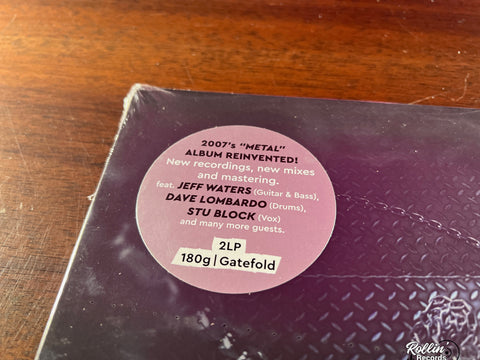 2007's "METAL"
ALBUM REINVENTED!
New recordings, new mixes
and mastering.
feat. JEFF WATERS (Guitar & Bass),
DAVE LOMBARDO (Drums),
STU BLOCK (Vox)
and many more guests.
2LP
180g | Gatefold
Rollin'
Records